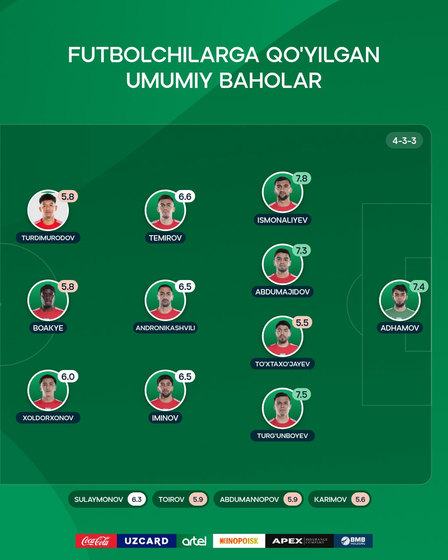 FUTBOLCHILARGA QO'YILGAN
UMUMIY BAHOLAR
4-3-3
7.8
ISMONALIYEV
5.8
TURDIMURODOV
6.6
TEMIROV
7.3
ABDUMAJIDOV
5.8
BOAKYE
6.5
ANDRONIKASHVILI
7.4
ADHAMOV
5.5
TO'XTAXO'JAYEV
6.0
XOLDORXONOV
6.5
IMINOV
7.5
TURG'UNBOYEV
SULAYMONOV 6.3 TOIROV 5.9 ABDUMANNOPOV 5.9 KARIMOV 5.6
Coca-Cola UZCARD artel KINOPOISK APEX BMB